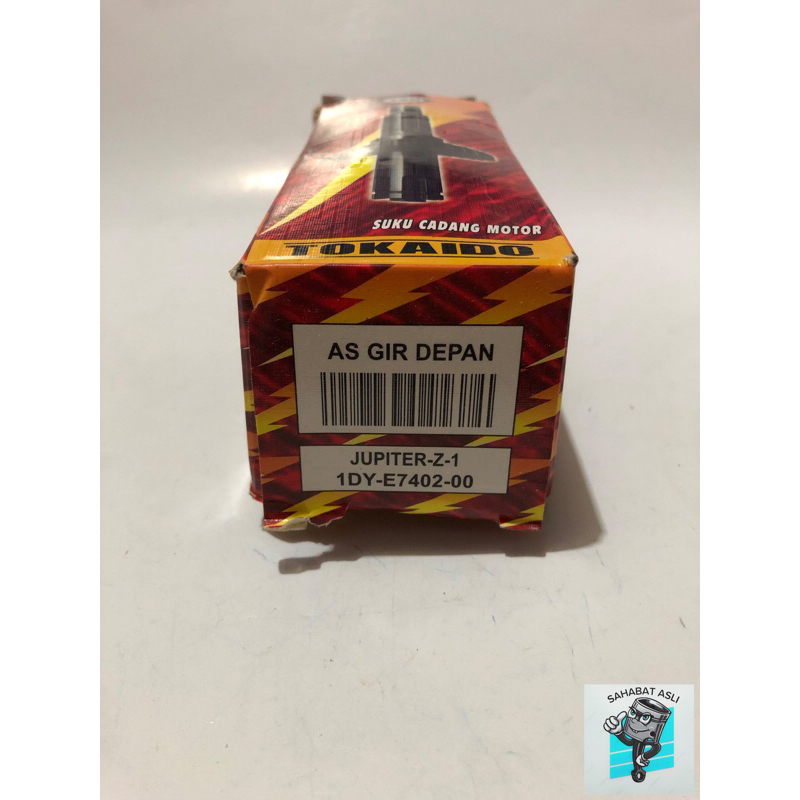 SUKU CADANG MOTOR
TOKAIDO
AS GIR DEPAN
JUPITER-Z-1
1DY-E7402-00
SAHABAT ASLI